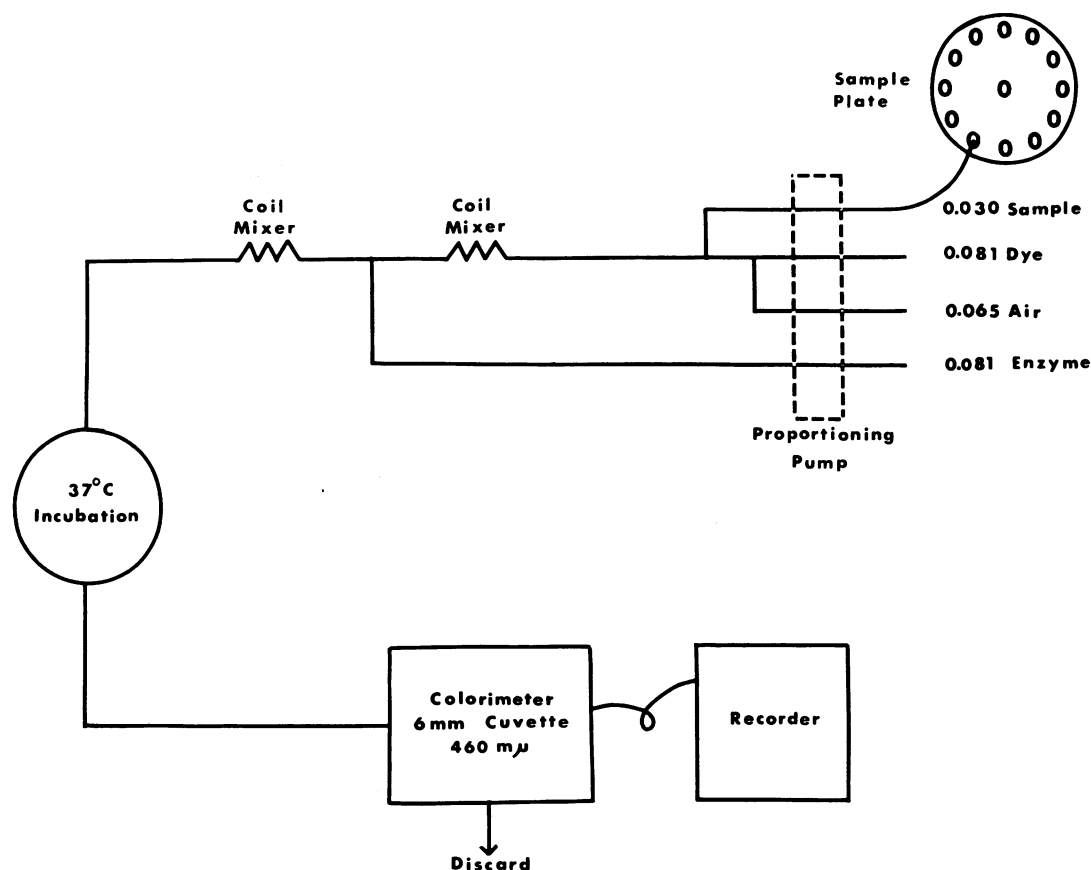 Sample
Plate
Coil
Mixer
Coil
Mixer
0.030 Sample
0.081 Dye
0.065 Air
0.081 Enzyme
Proportioning
Pump
37°C
Incubation
Colorimeter
6mm Cuvette
460 mμ
Recorder
Discard